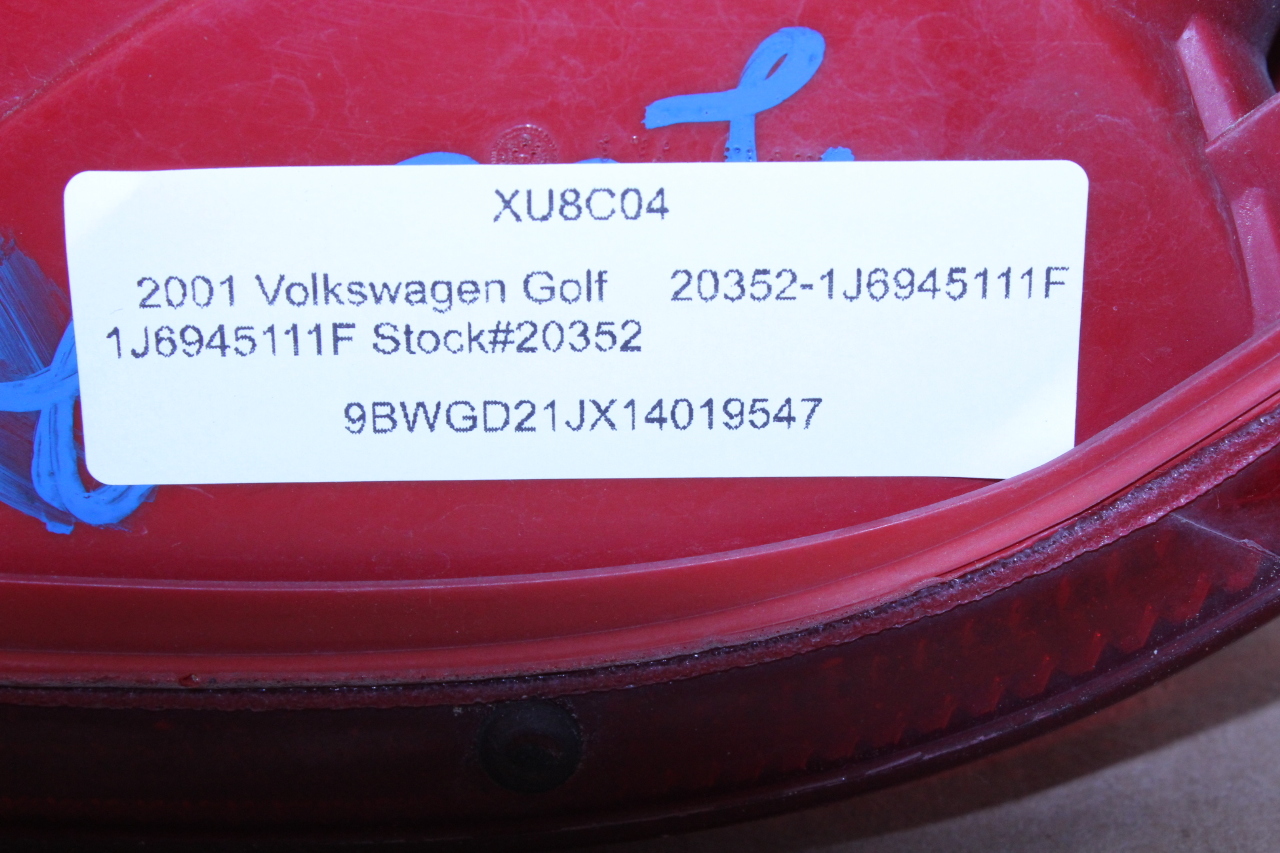 XU8C04
2001 Volkswagen Golf 20352-1J6945111F
1J6945111F Stock#20352
9BWGD21JX14019547